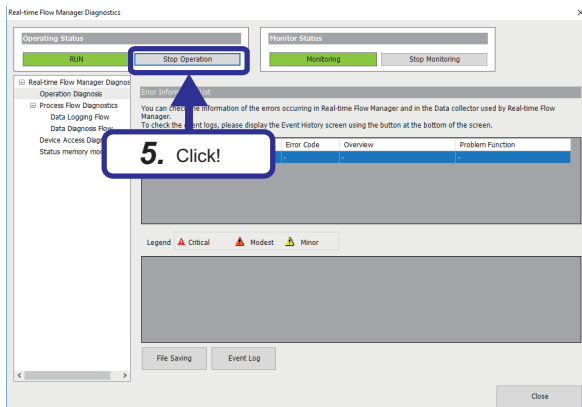 Real-time Flow Manager Diagnostics
Operating Status
Monitor Status
RUN
Stop Operation
Monitoring
Stop Monitoring
Real-time Flow Manager Diagnos
Operation Diagnosis
Process Flow Diagnostics
Data Logging Flow
Data Diagnosis Flow
Device Access Diag
Status memory mo
Error Information List
You can check the information of the errors occurring in Real-time Flow Manager and in the Data collector used by Real-time Flow
Manager.
To check the event logs, please display the Event History screen using the button at the bottom of the screen.
5. Click!
Error Code Overview Problem Function
- - -
Legend Critical Modest Minor
File Saving Event Log
Close